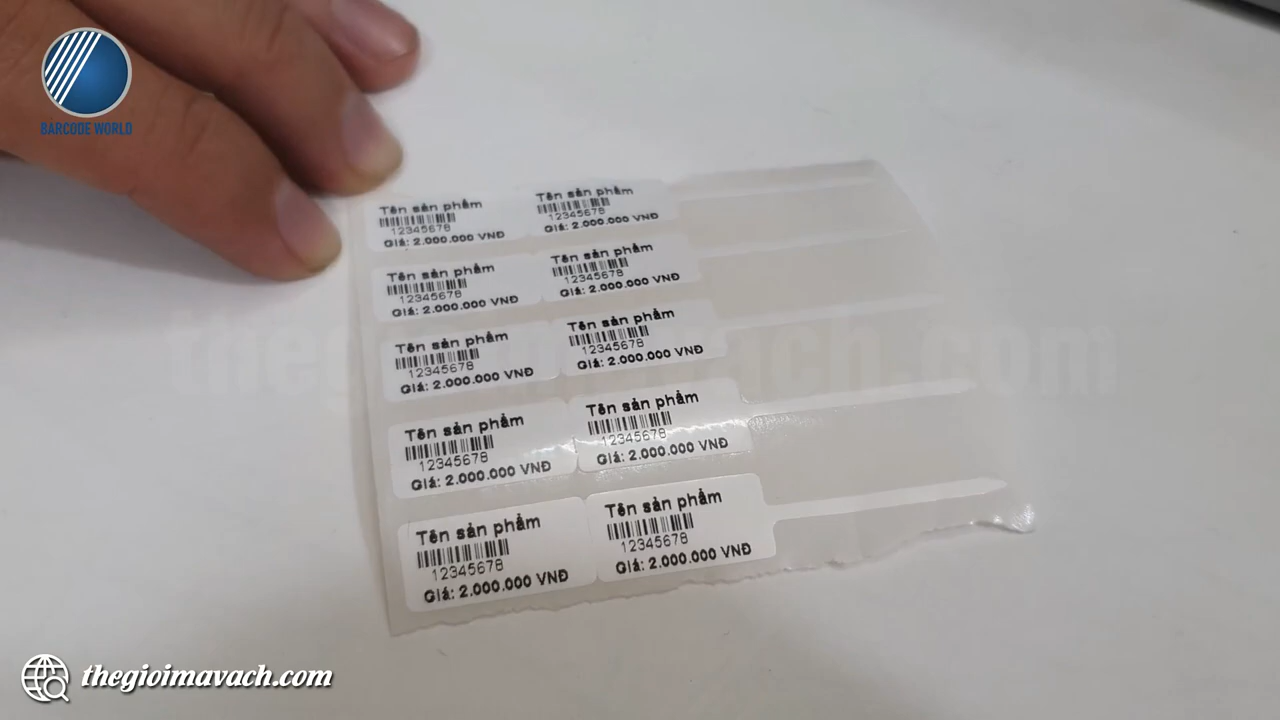 BARCODE WORLD
Tên sản phẩm
12345678
Giá: 2.000.000 VNĐ
Tên sản phẩm
12345678
Giá: 2.000.000 VNĐ
Tên sản phẩm
12345678
Giá: 2.000.000 VNĐ
Tên sản phẩm
12345678
Giá: 2.000.000 VNĐ
Tên sản phẩm
12345678
Giá: 2.000.000 VNĐ
Tên sản phẩm
12345678
Giá: 2.000.000 VNĐ
Tên sản phẩm
12345678
Giá: 2.000.000 VNĐ
Tên sản phẩm
12345678
Giá: 2.000.000 VNĐ
Tên sản phẩm
12345678
Giá: 2.000.000 VNĐ
Tên sản phẩm
12345678
Giá: 2.000.000 VNĐ
thegioimavach.com
thegioimavach.com